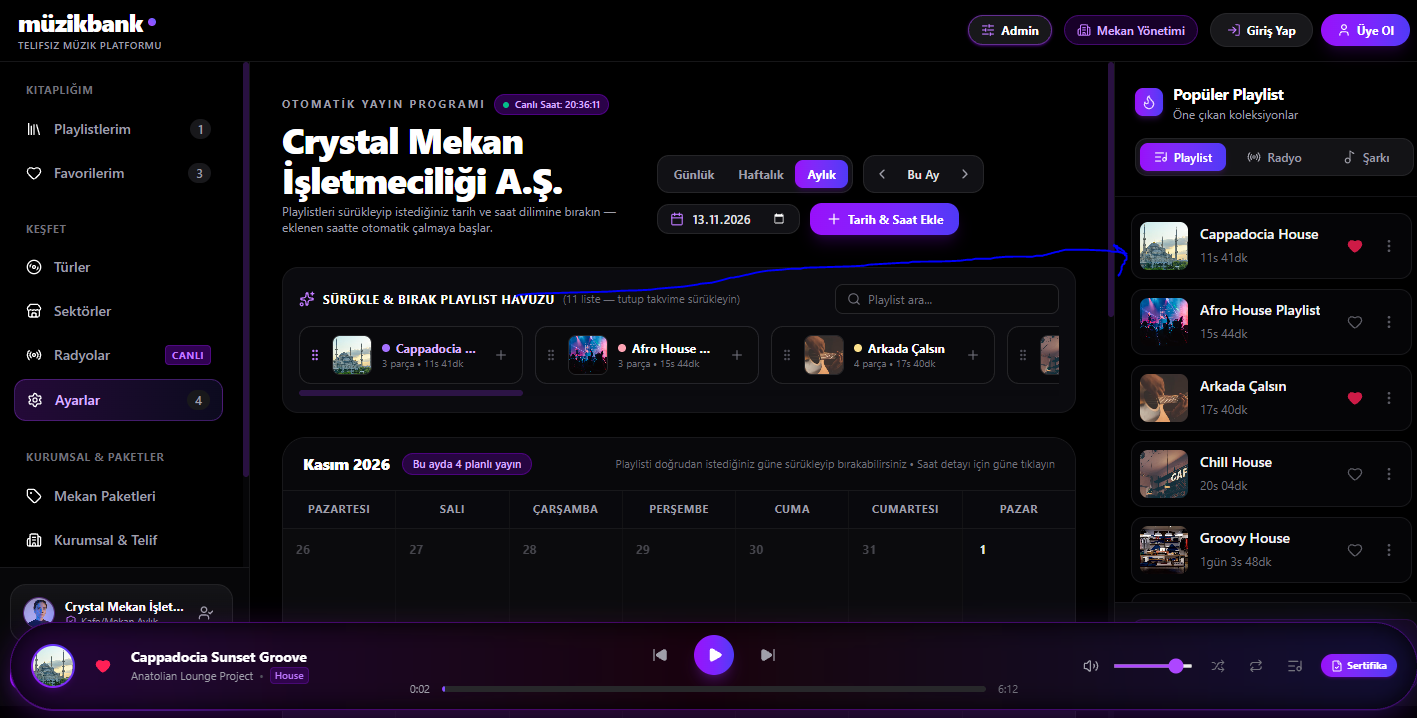 müzikbank
TELIFSIZ MÜZIK PLATFORMU
Admin
Mekan Yönetimi
Giriş Yap
Üye Ol
KITAPLIĞIM
Playlistlerim 1
Favorilerim 3
KEŞFET
Türler
Sektörler
Radyolar CANLI
Ayarlar 4
KURUMSAL & PAKETLER
Mekan Paketleri
Kurumsal & Telif
Crystal Mekan İşlet...
OTOMATİK YAYIN PROGRAMI
Canlı Saat: 20:36:11
Crystal Mekan
İşletmeciliği A.Ş.
Playlistleri sürükleyip istediğiniz tarih ve saat dilimine bırakın —
eklenen saatte otomatik çalmaya başlar.
Günlük Haftalık Aylık
Bu Ay
13.11.2026
Tarih & Saat Ekle
SÜRÜKLE & BIRAK PLAYLIST HAVUZU (11 liste — tutup takvime sürükleyin)
Playlist ara...
Cappadocia ...
3 parça • 11s 41dk
Afro House ...
3 parça • 15s 44dk
Arkada Çalsın
4 parça • 17s 40dk
Kasım 2026
Bu ayda 4 planlı yayın
Playlisti doğrudan istediğiniz güne sürükleyip bırakabilirsiniz • Saat detayı için güne tıklayın
PAZARTESI SALI ÇARŞAMBA PERŞEMBE CUMA CUMARTESI PAZAR
26 27 28 29 30 31 1
Popüler Playlist
Öne çıkan koleksiyonlar
Playlist Radyo Şarkı
Cappadocia House
11s 41dk
Afro House Playlist
15s 44dk
Arkada Çalsın
17s 40dk
Chill House
20s 04dk
Groovy House
1gün 3s 48dk
Cappadocia Sunset Groove
Anatolian Lounge Project • House
0:02
6:12
Sertifika